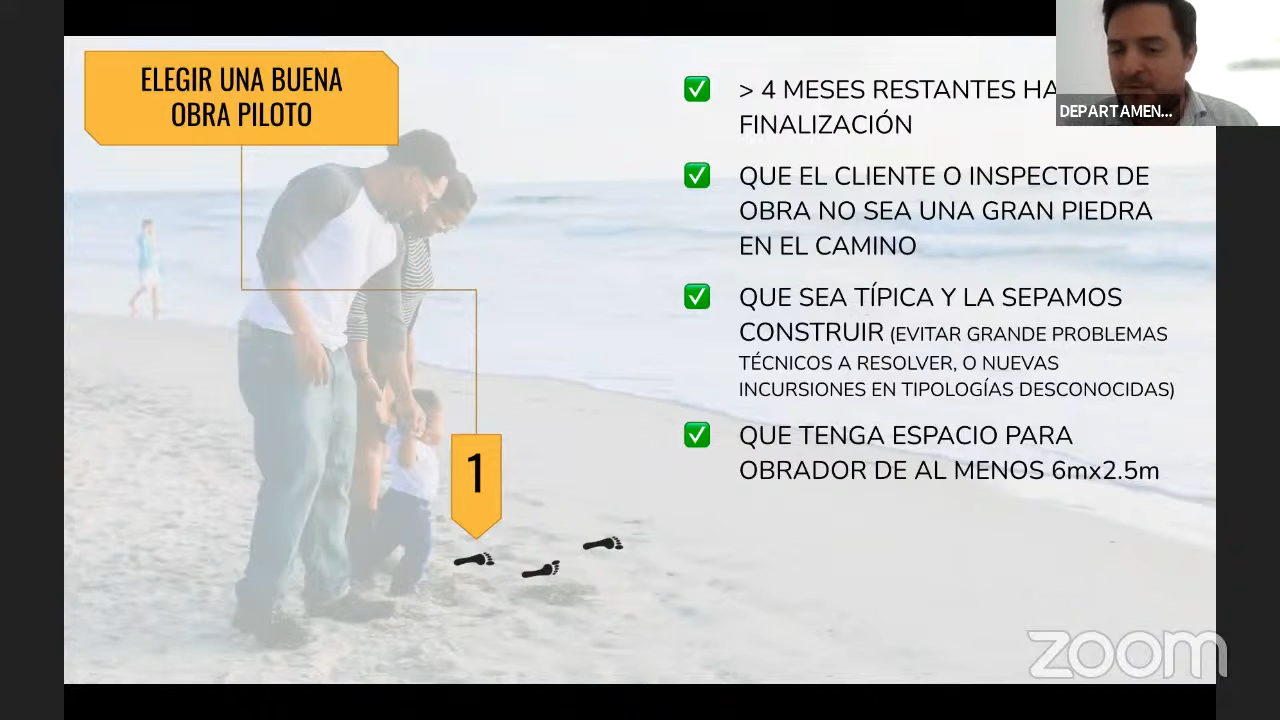 ELEGIR UNA BUENA
OBRA PILOTO
1
> 4 MESES RESTANTES
FINALIZACIÓN
QUE EL CLIENTE O INSPECTOR DE
OBRA NO SEA UNA GRAN PIEDRA
EN EL CAMINO
QUE SEA TÍPICA Y LA SEPAMOS
CONSTRUIR (EVITAR GRANDE PROBLEMAS
TÉCNICOS A RESOLVER, O NUEVAS
INCURSIONES EN TIPOLOGÍAS DESCONOCIDAS)
QUE TENGA ESPACIO PARA
OBRADOR DE AL MENOS 6mx2.5m
DEPARTAMEN...
zoom